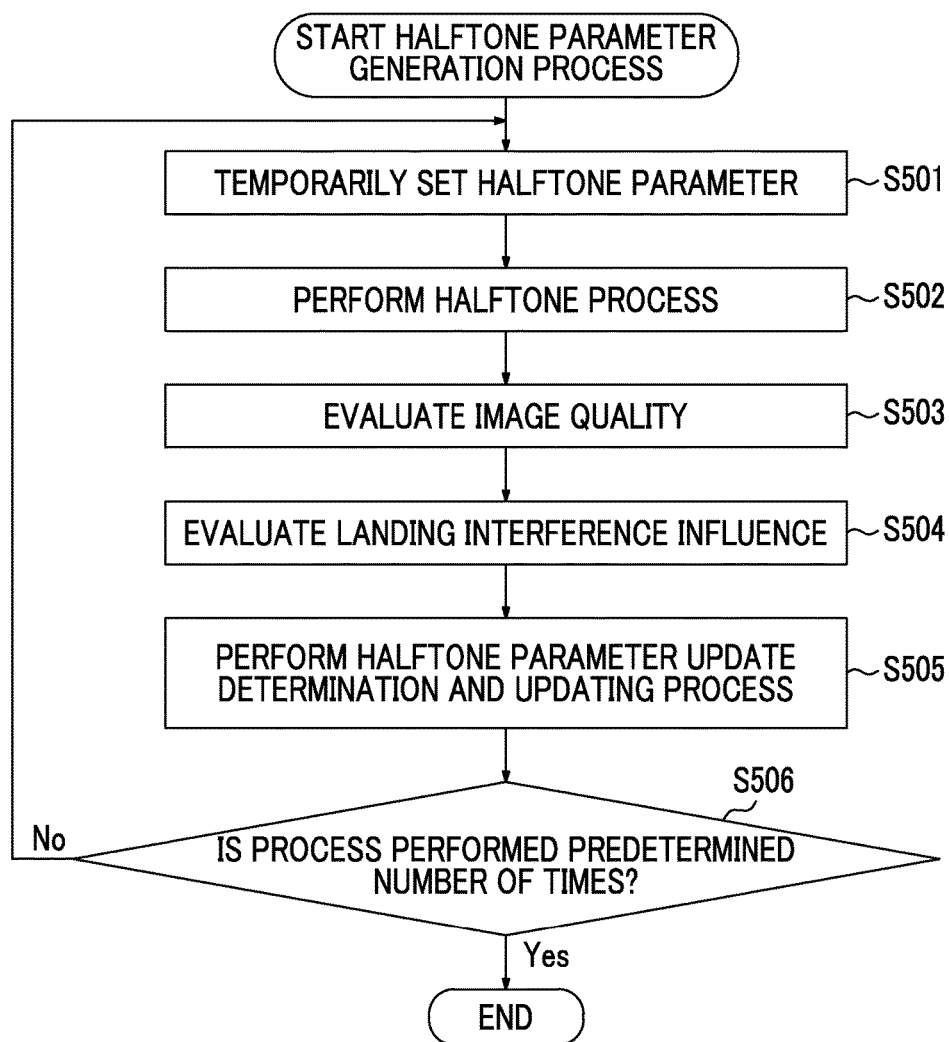 START HALFTONE PARAMETER
GENERATION PROCESS
TEMPORARILY SET HALFTONE PARAMETER
S501
PERFORM HALFTONE PROCESS
S502
EVALUATE IMAGE QUALITY
S503
EVALUATE LANDING INTERFERENCE INFLUENCE
S504
PERFORM HALFTONE PARAMETER UPDATE
DETERMINATION AND UPDATING PROCESS
S505
S506
No
IS PROCESS PERFORMED PREDETERMINED
NUMBER OF TIMES?
Yes
END